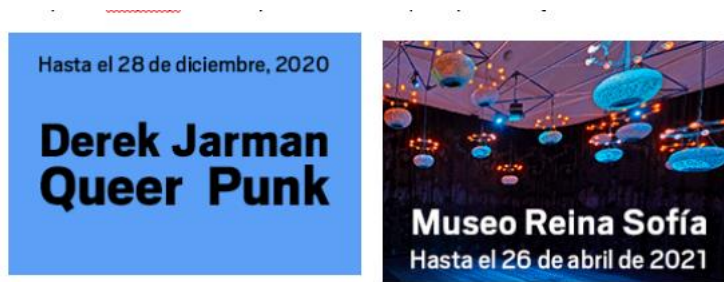 Hasta el 28 de diciembre, 2020
Derek Jarman
Queer Punk
Museo Reina Sofía
Hasta el 26 de abril de 2021